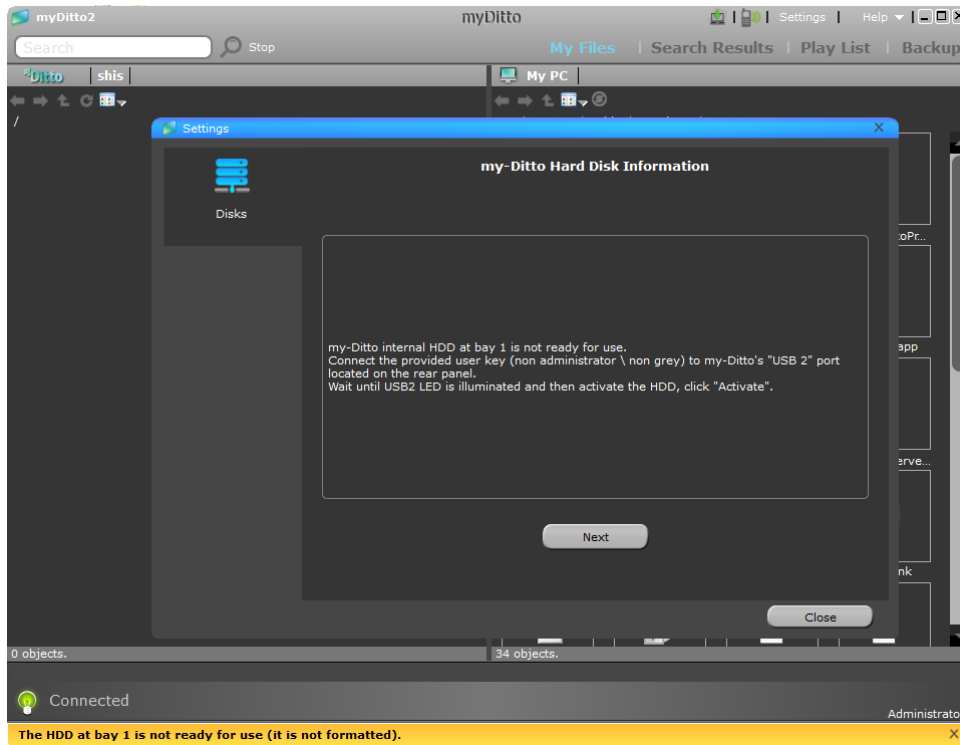 myDitto2
myDitto
Settings
Help
Search
Stop
My Files
Search Results
Play List
Backup
Ditto
shis
My PC
/
Settings
X
my-Ditto Hard Disk Information
Disks
oPr...
my-Ditto internal HDD at bay 1 is not ready for use.
Connect the provided user key (non administrator \ non grey) to my-Ditto's "USB 2" port
located on the rear panel.
Wait until USB2 LED is illuminated and then activate the HDD, click "Activate".
app
erve...
Next
nk
Close
0 objects.
34 objects.
Connected
Administrato
The HDD at bay 1 is not ready for use (it is not formatted).
X